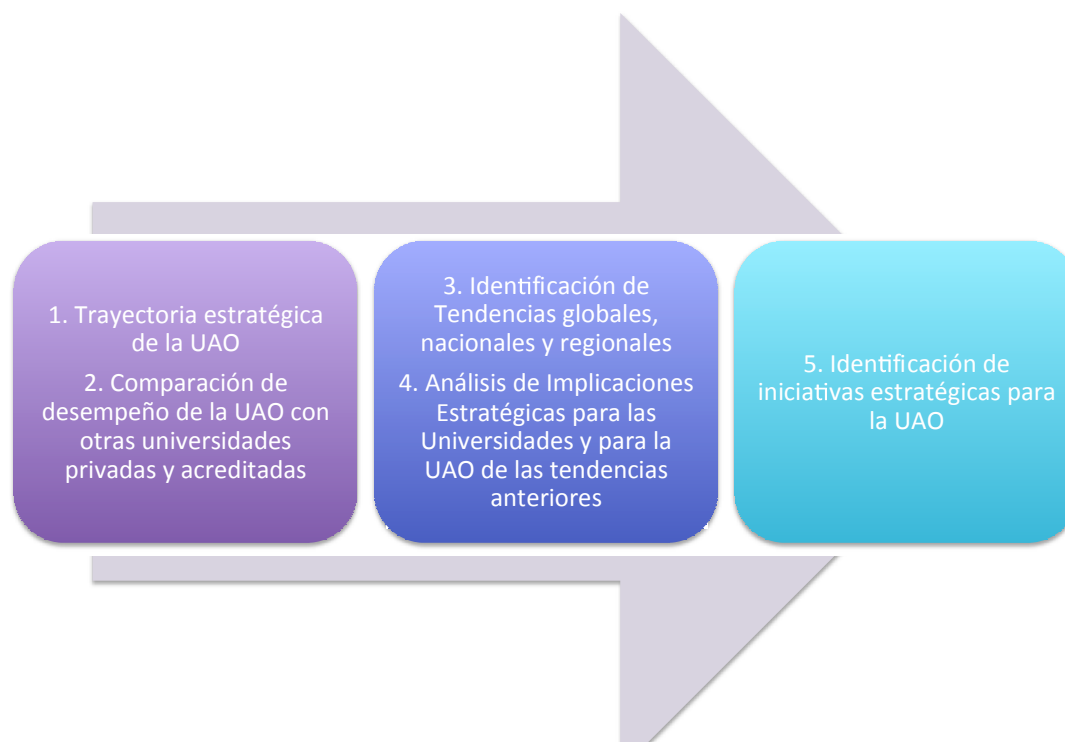 1. Trayectoria estratégica
de la UAO
2. Comparación de
desempeño de la UAO con
otras universidades
privadas y acreditadas
3. Identificación de
Tendencias globales,
nacionales y regionales
4. Análisis de Implicaciones
Estratégicas para las
Universidades y para la
UAO de las tendencias
anteriores
5. Identificación de
iniciativas estratégicas para
la UAO